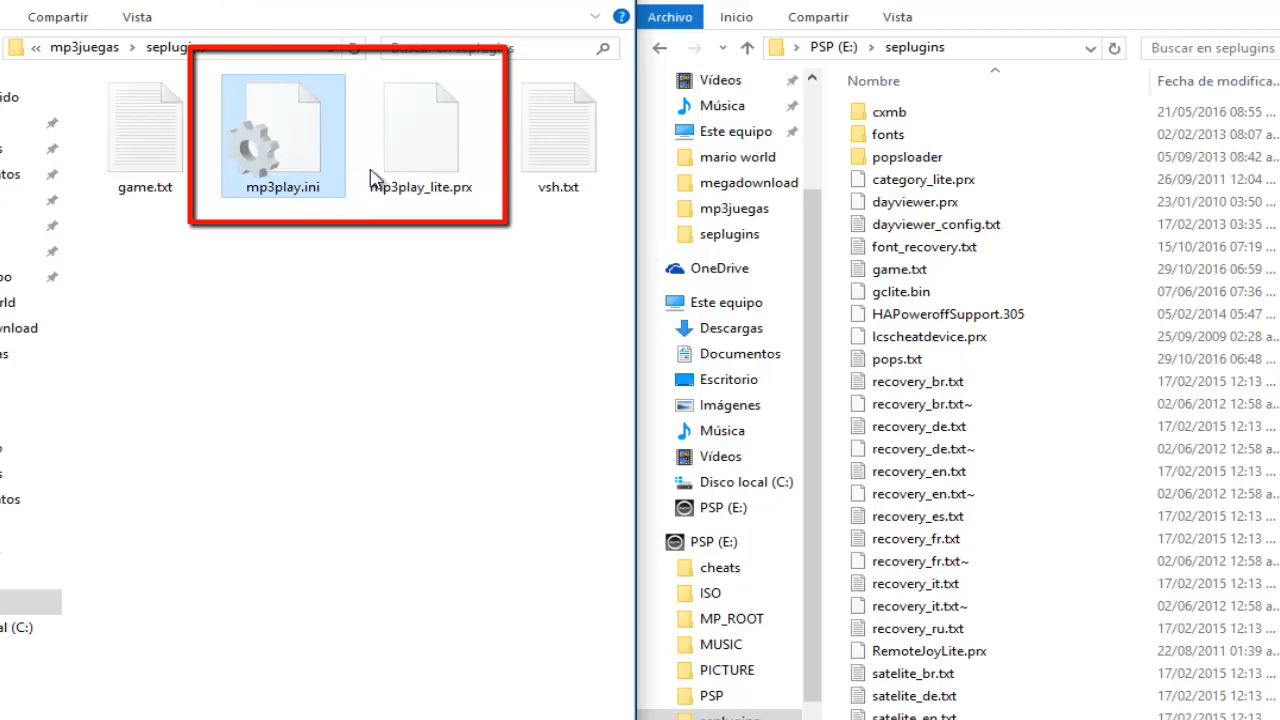 Compartir Vista
« mp3juegas > seplugins
Buscar en seplugins
ido
s
tos
s
po
rld
wnload
as
o
s
ntos
al (C:)
game.txt mp3play.ini mp3play_lite.prx vsh.txt
Archivo Inicio Compartir Vista
PSP (E:) > seplugins
Buscar en seplugins
Vídeos
Música
Este equipo
mario world
megadownload
mp3juegas
seplugins
OneDrive
Este equipo
Descargas
Documentos
Escritorio
Imágenes
Música
Vídeos
Disco local (C:)
PSP (E:)
PSP (E:)
cheats
ISO
MP_ROOT
MUSIC
PICTURE
PSP
seplugins
Nombre Fecha de modifica...
cxmb 21/05/2016 08:55 ...
fonts 02/02/2013 08:07 a...
popsloader 05/09/2013 08:42 a...
category_lite.prx 26/09/2011 12:04 ...
dayviewer.prx 23/01/2010 03:50 ...
dayviewer_config.txt 17/02/2013 03:35 ...
font_recovery.txt 15/10/2016 07:19 ...
game.txt 29/10/2016 06:59 ...
gclite.bin 07/06/2016 07:36 ...
HAPoweroffSupport.305 05/02/2014 05:47 ...
lcscheatdevice.prx 25/09/2009 02:28 a...
pops.txt 29/10/2016 06:48 ...
recovery_br.txt 17/02/2015 12:13 ...
recovery_br.txt~ 02/06/2012 12:58 a...
recovery_de.txt 17/02/2015 12:13 ...
recovery_de.txt~ 02/06/2012 12:58 a...
recovery_en.txt 17/02/2015 12:13 ...
recovery_en.txt~ 02/06/2012 12:58 a...
recovery_es.txt 17/02/2015 12:13 ...
recovery_fr.txt 17/02/2015 12:13 ...
recovery_fr.txt~ 02/06/2012 12:58 a...
recovery_it.txt 17/02/2015 12:13 ...
recovery_it.txt~ 02/06/2012 12:58 a...
recovery_ru.txt 17/02/2015 12:13 ...
RemoteJoyLite.prx 22/08/2011 01:39 a...
satelite_br.txt 17/02/2015 12:13 ...
satelite_de.txt 17/02/2015 12:13 ...
satelite_en.txt 17/02/2015 12:13 ...